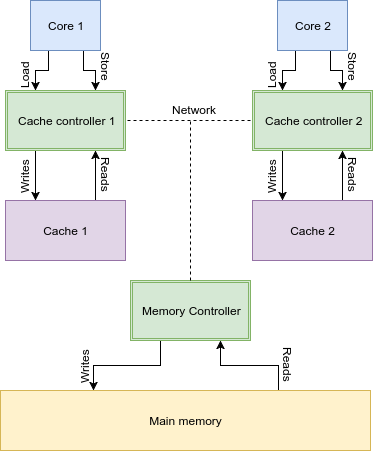 Core 1
Core 2
Load
Store
Load
Store
Cache controller 1
Network
Cache controller 2
Writes
Reads
Writes
Reads
Cache 1
Cache 2
Memory Controller
Writes
Reads
Main memory